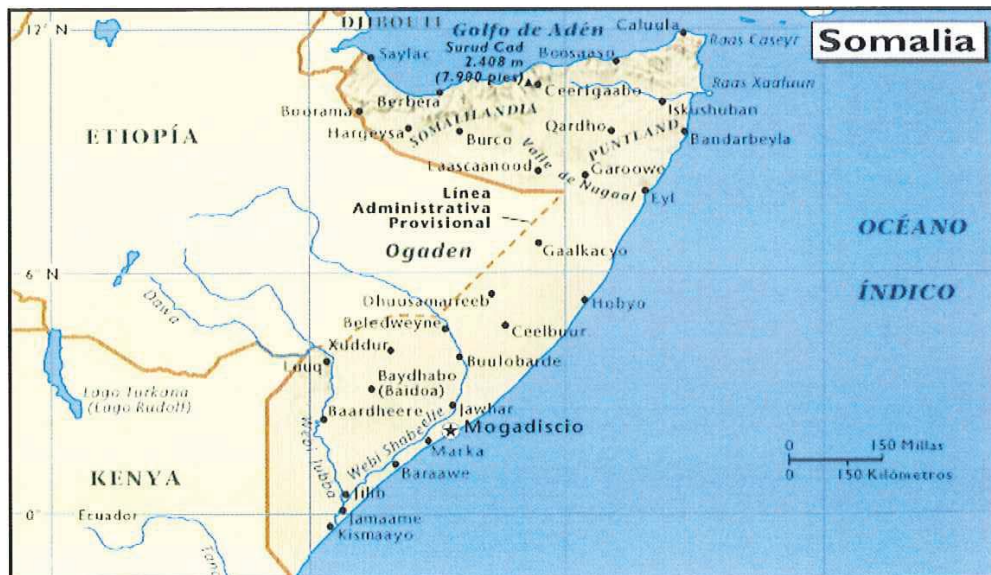 12° N
DJIBOUTI
Golfo de Adén
Caluula
Raas Caseyr
Somalia
Surud Cad
2.408 m
(7.900 pies)
Boosaaso
Saylac
Raas Xaafuun
Berbera
Ceerigaabo
Iskushuban
Boorama
SOMALILANDIA
Hargeysa
Burco
Qardho
PUNTLAND
Bandarbeyla
ETIOPÍA
Laascaanood
Valle de Nugaal
Garoowe
Eyl
Línea
Administrativa
Provisional
OCÉANO
ÍNDICO
Ogaden
Gaalkacyo
6° N
Dawa
Dhuusamarreeb
Hobyo
Beledweyne
Ceelbuur.
Xuddur
Luuq
Buulobarde
Lago Turkana
(Lago Rudolf)
Baydhabo
(Baidoa)
Baardheere
Jawhar
Mogadiscio
Webi Jubba
Webi Shabeelle
Marka
0 150 Millas
0 150 Kilómetros
KENYA
Baraawe
Jilib
0°
Ecuador
Jamaame
Kismaayo
Tana